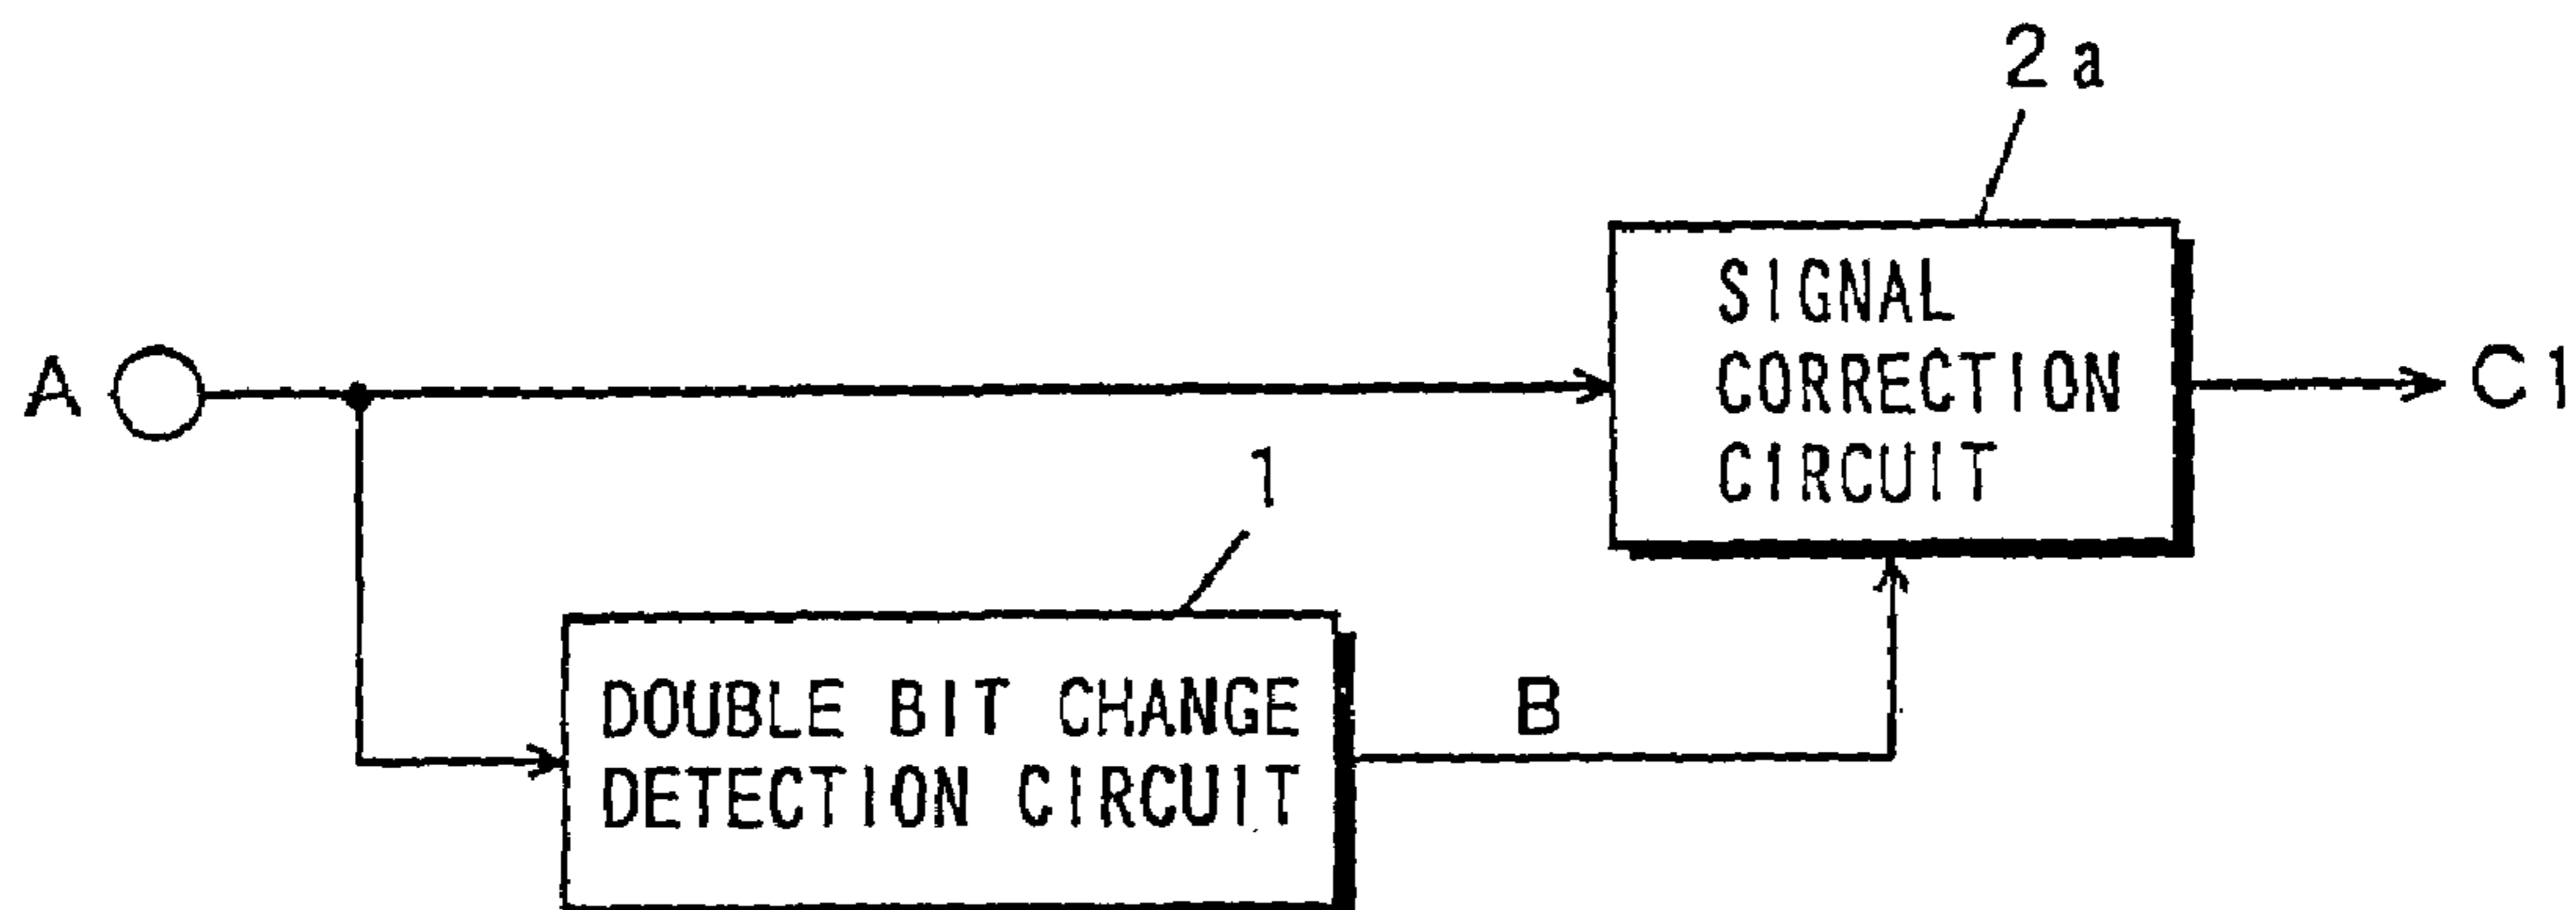 2a
SIGNAL
CORRECTION
CIRCUIT
A
C1
1
DOUBLE BIT CHANGE
DETECTION CIRCUIT
B